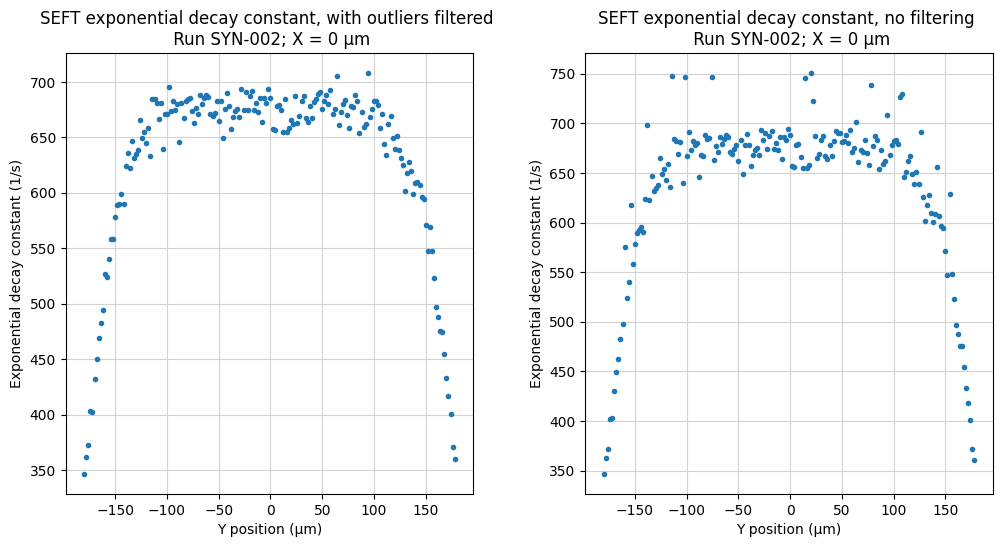 SEFT exponential decay constant, with outliers filtered
Run SYN-002; X = 0 μm
700
650
600
550
500
450
400
350
Exponential decay constant (1/s)
−150 −100 −50 0 50 100 150
Y position (μm)
SEFT exponential decay constant, no filtering
Run SYN-002; X = 0 μm
750
700
650
600
550
500
450
400
350
Exponential decay constant (1/s)
−150 −100 −50 0 50 100 150
Y position (μm)